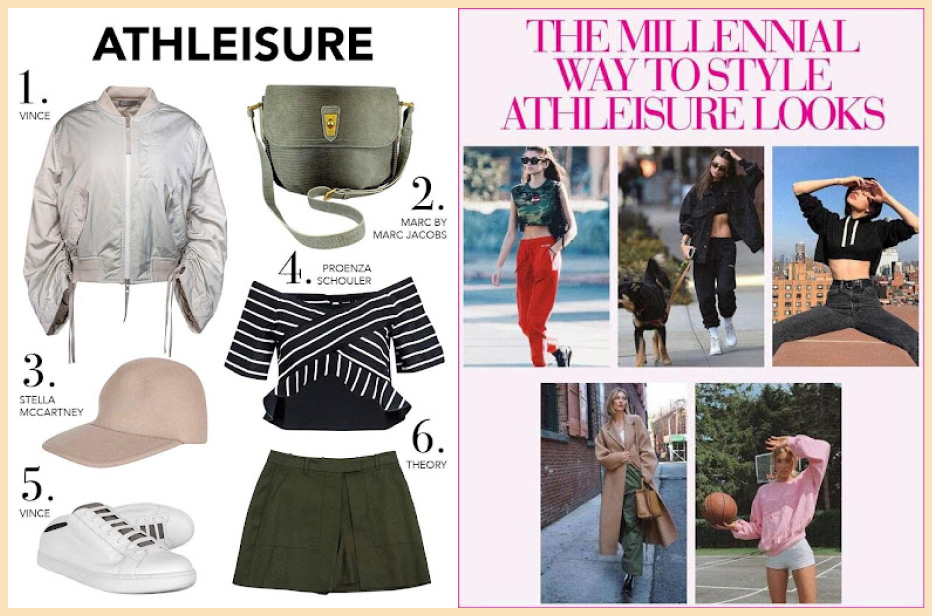 ATHLEISURE
1.
VINCE
2.
MARC BY
MARC JACOBS
4. PROENZA
SCHOULER
3.
STELLA
MCCARTNEY
6.
THEORY
5.
VINCE
THE MILLENNIAL
WAY TO STYLE
ATHLEISURE LOOKS